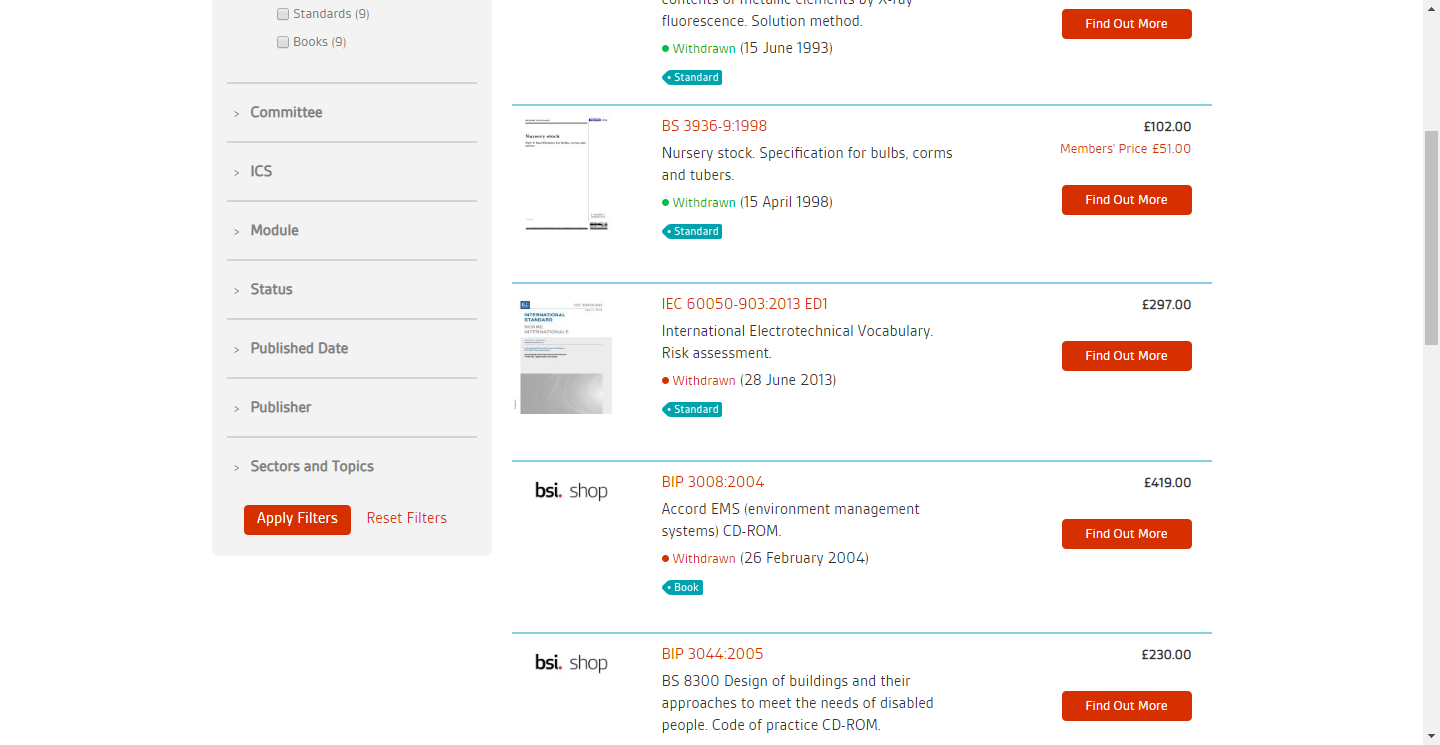 Standards (9)
Books (9)
> Committee
> ICS
> Module
> Status
> Published Date
> Publisher
> Sectors and Topics
Apply Filters
Reset Filters
contents of metallic elements by X-ray
fluorescence. Solution method.
Withdrawn (15 June 1993)
Standard
Find Out More
Nursery stock
BS 3936-9:1998
Nursery stock. Specification for bulbs, corms
and tubers.
Withdrawn (15 April 1998)
Standard
£102.00
Members' Price £51.00
Find Out More
INTERNATIONAL
STANDARD
NORME
INTERNATIONALE
IEC 60050-903:2013 ED1
International Electrotechnical Vocabulary.
Risk assessment.
Withdrawn (28 June 2013)
Standard
£297.00
Find Out More
bsi. shop
BIP 3008:2004
Accord EMS (environment management
systems) CD-ROM.
Withdrawn (26 February 2004)
Book
£419.00
Find Out More
bsi. shop
BIP 3044:2005
BS 8300 Design of buildings and their
approaches to meet the needs of disabled
people. Code of practice CD-ROM.
£230.00
Find Out More